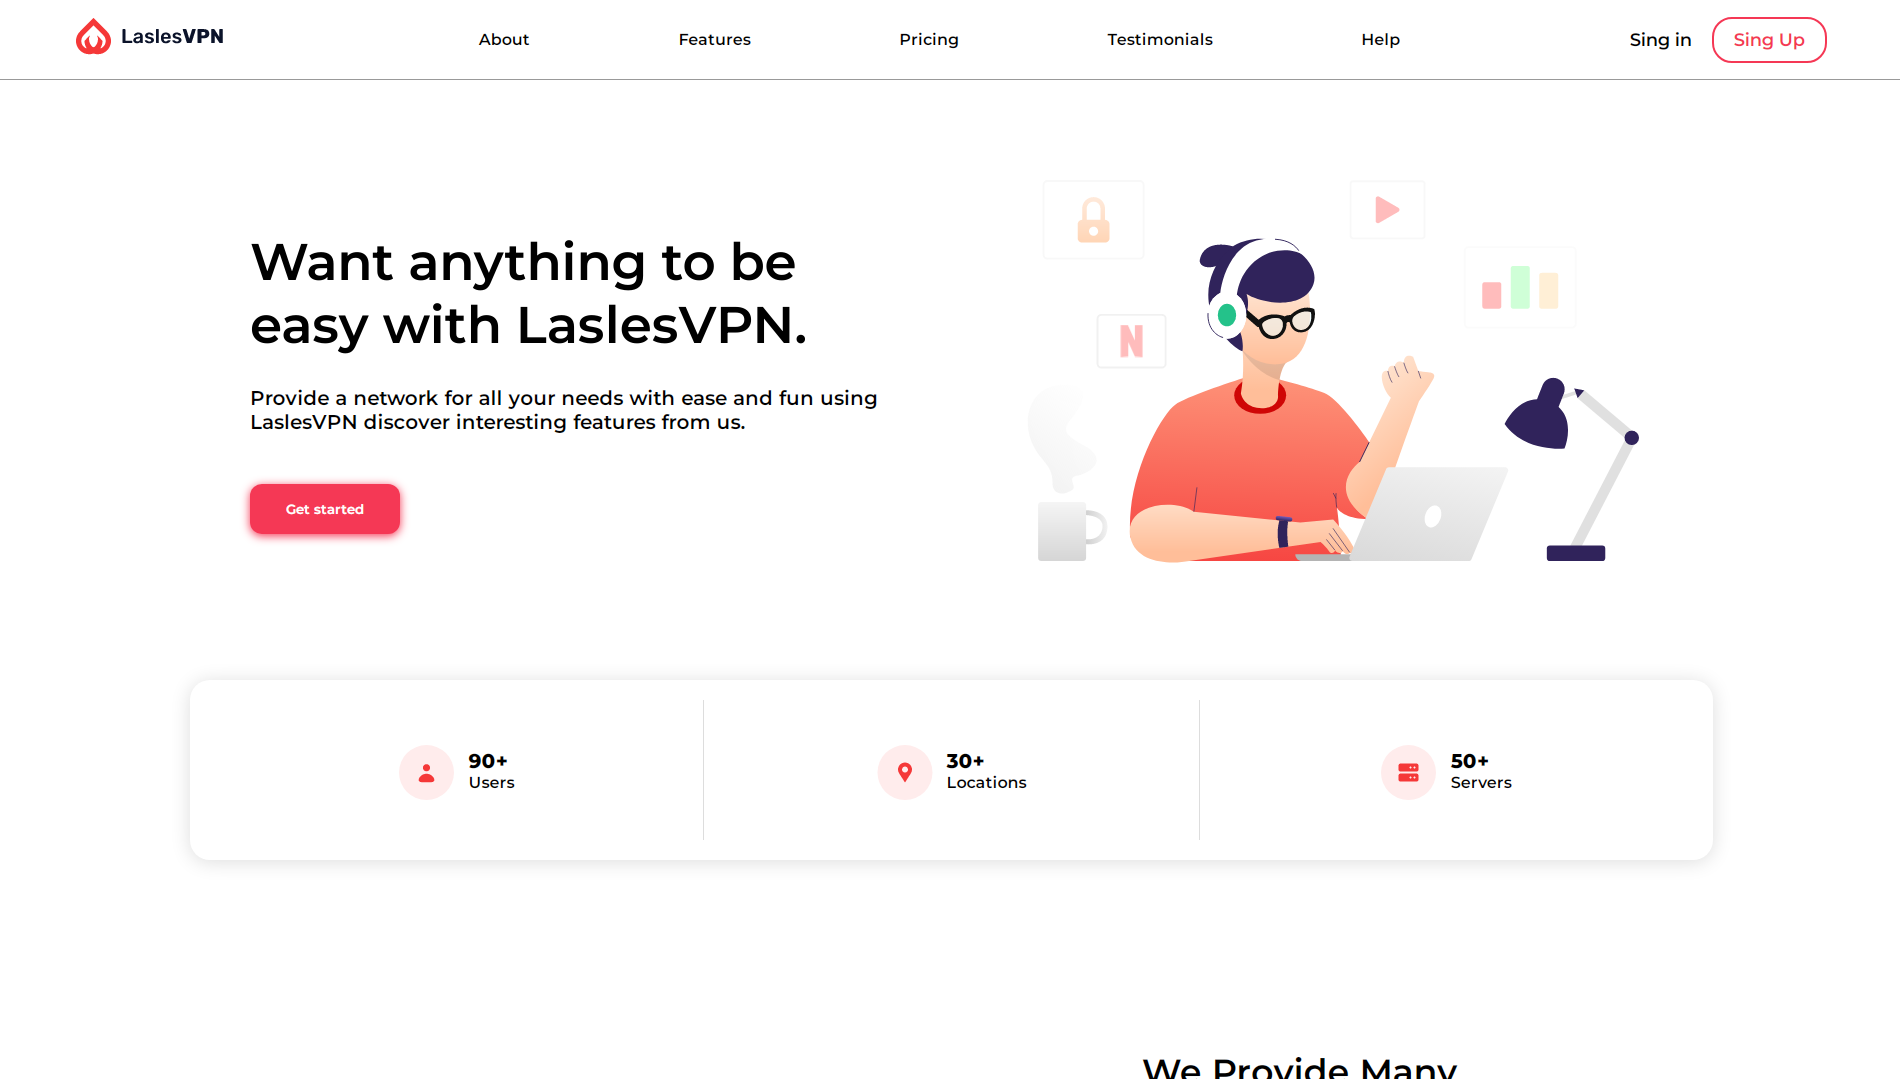 LaslesVPN
About
Features
Pricing
Testimonials
Help
Sing in
Sing Up
Want anything to be
easy with LaslesVPN.
Provide a network for all your needs with ease and fun using
LaslesVPN discover interesting features from us.
Get started
N
90+
Users
30+
Locations
50+
Servers
We Provide Many